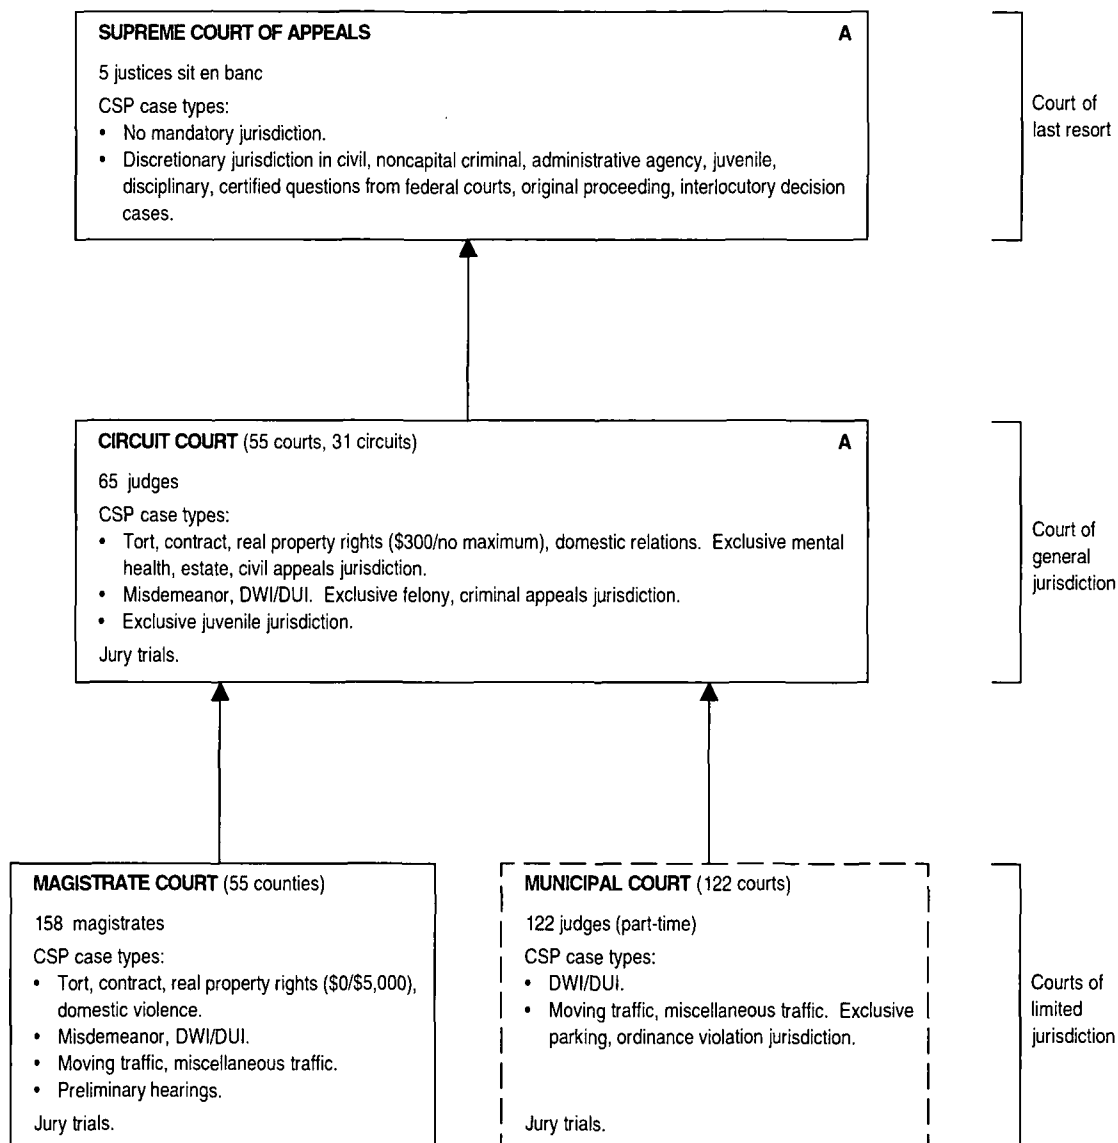 SUPREME COURT OF APPEALS A
5 justices sit en banc
CSP case types:
• No mandatory jurisdiction.
• Discretionary jurisdiction in civil, noncapital criminal, administrative agency, juvenile,
disciplinary, certified questions from federal courts, original proceeding, interlocutory decision
cases.
Court of
last resort
CIRCUIT COURT (55 courts, 31 circuits) A
65 judges
CSP case types:
• Tort, contract, real property rights ($300/no maximum), domestic relations. Exclusive mental
health, estate, civil appeals jurisdiction.
• Misdemeanor, DWI/DUI. Exclusive felony, criminal appeals jurisdiction.
• Exclusive juvenile jurisdiction.
Jury trials.
Court of
general
jurisdiction
MAGISTRATE COURT (55 counties)
158 magistrates
CSP case types:
• Tort, contract, real property rights ($0/$5,000),
domestic violence.
• Misdemeanor, DWI/DUI.
• Moving traffic, miscellaneous traffic.
• Preliminary hearings.
Jury trials.
MUNICIPAL COURT (122 courts)
122 judges (part-time)
CSP case types:
• DWI/DUI.
• Moving traffic, miscellaneous traffic. Exclusive
parking, ordinance violation jurisdiction.
Jury trials.
Courts of
limited
jurisdiction